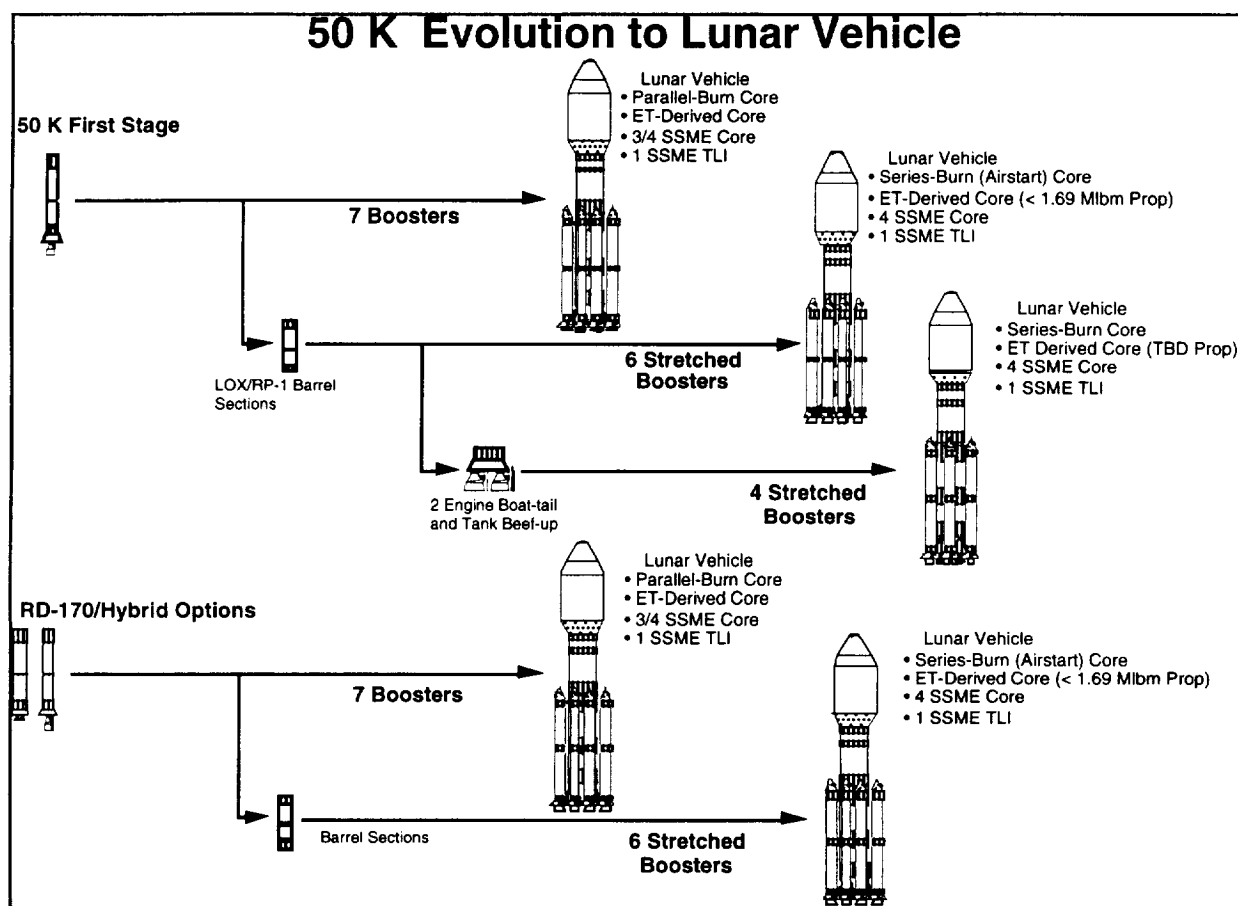 50 K Evolution to Lunar Vehicle
50 K First Stage
7 Boosters
Lunar Vehicle
• Parallel-Burn Core
• ET-Derived Core
• 3/4 SSME Core
• 1 SSME TLI
LOX/RP-1 Barrel
Sections
6 Stretched
Boosters
Lunar Vehicle
• Series-Burn (Airstart) Core
• ET-Derived Core (< 1.69 Mlbm Prop)
• 4 SSME Core
• 1 SSME TLI
2 Engine Boat-tail
and Tank Beef-up
4 Stretched
Boosters
Lunar Vehicle
• Series-Burn Core
• ET Derived Core (TBD Prop)
• 4 SSME Core
• 1 SSME TLI
RD-170/Hybrid Options
7 Boosters
Lunar Vehicle
• Parallel-Burn Core
• ET-Derived Core
• 3/4 SSME Core
• 1 SSME TLI
Barrel Sections
6 Stretched
Boosters
Lunar Vehicle
• Series-Burn (Airstart) Core
• ET-Derived Core (< 1.69 Mlbm Prop)
• 4 SSME Core
• 1 SSME TLI